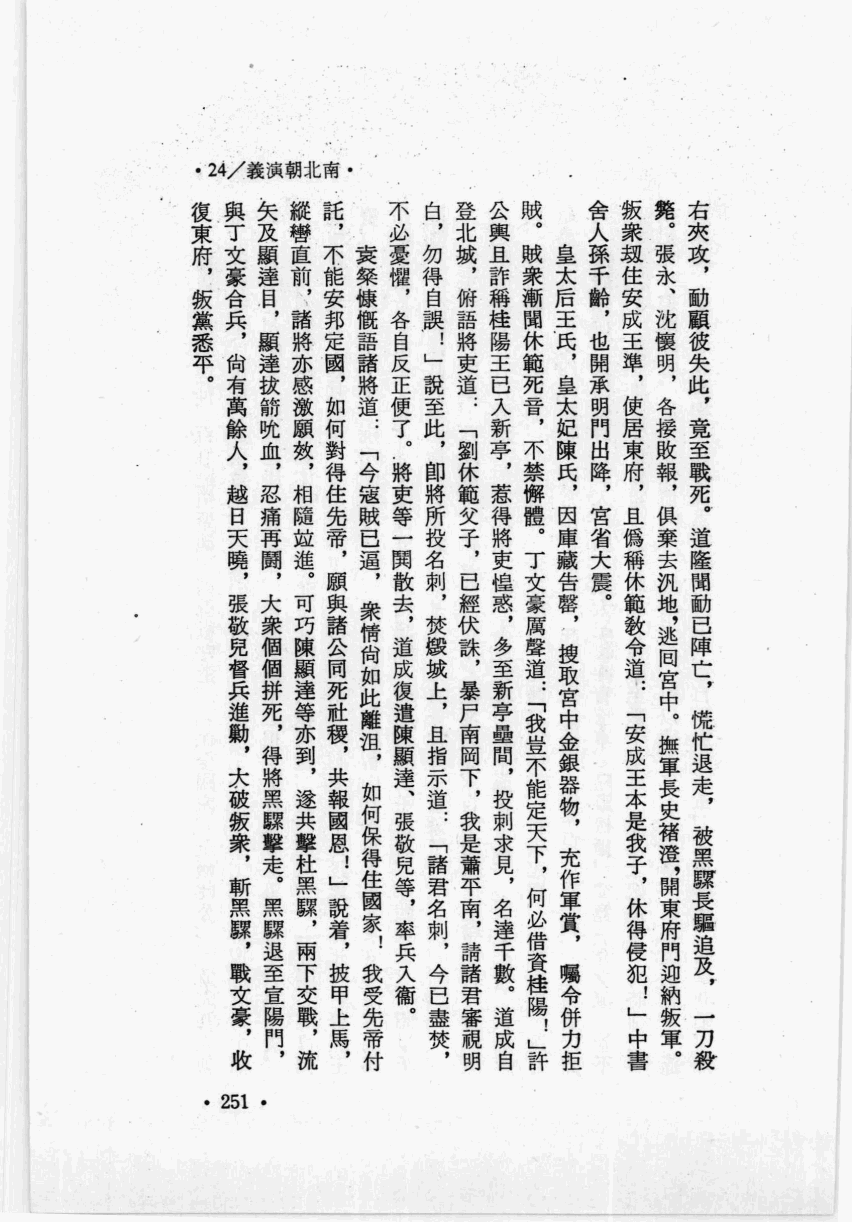 •24／義演朝北南•
右夾攻，勔顧彼失此，竟至戰死。道隆聞勔已陣亡，慌忙退走，被黑騾長驅追及，一刀殺
斃。張永、沈懷明，各接敗報，俱棄去汛地，逃囘宮中。撫軍長史褚澄，開東府門迎納叛軍。
叛衆刼住安成王準，使居東府，且僞稱休範敎令道：「安成王本是我子，休得侵犯！」中書
舍人孫千齡，也開承明門出降，宮省大震。
皇太后王氏，皇太妃陳氏，因庫藏告罄，搜取宮中金銀器物，充作軍賞，囑令併力拒
賊。賊衆漸聞休範死音，不禁懈體。丁文豪厲聲道：「我豈不能定天下，何必借資桂陽！」許
公輿且詐稱桂陽王已入新亭，惹得將吏惶惑，多至新亭壘間，投刺求見，名達千數。道成自
登北城，俯語將吏道：「劉休範父子，已經伏誅，暴尸南岡下，我是蕭平南，請諸君審視明
白，勿得自誤！」說至此，卽將所投名刺，焚燬城上，且指示道：「諸君名刺，今已盡焚，
不必憂懼，各自反正便了。將吏等一鬨散去，道成復遣陳顯達、張敬兒等，率兵入衞。
袁粲慷慨語諸將道：「今寇賊已逼，衆情尙如此離沮，如何保得住國家！我受先帝付
託，不能安邦定國，如何對得住先帝，願與諸公同死社稷，共報國恩！」說着，披甲上馬，
縱轡直前，諸將亦感激願效，相隨竝進。可巧陳顯達等亦到，遂共擊杜黑騾，兩下交戰，流
矢及顯達目，顯達拔箭吮血，忍痛再鬪，大衆個個拼死，得將黑騾擊走。黑騾退至宣陽門，
與丁文豪合兵，尙有萬餘人，越日天曉，張敬兒督兵進勦，大破叛衆，斬黑騾，戰文豪，收
復東府，叛黨悉平。
•251•